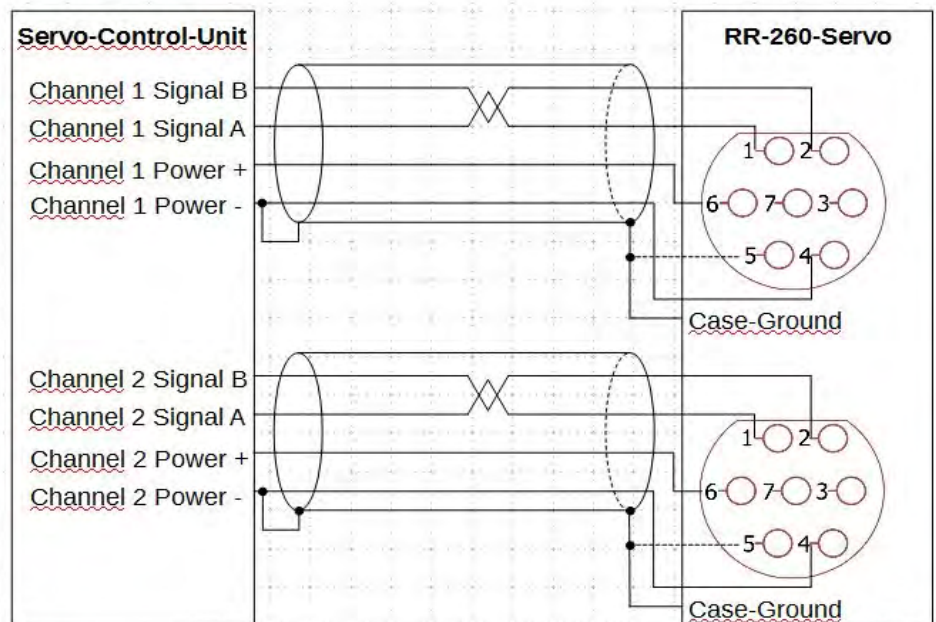 Servo-Control-Unit
RR-260-Servo
Channel 1 Signal B
Channel 1 Signal A
Channel 1 Power +
Channel 1 Power -
1 2
6 7 3
5 4
Case-Ground
Channel 2 Signal B
Channel 2 Signal A
Channel 2 Power +
Channel 2 Power -
1 2
6 7 3
5 4
Case-Ground